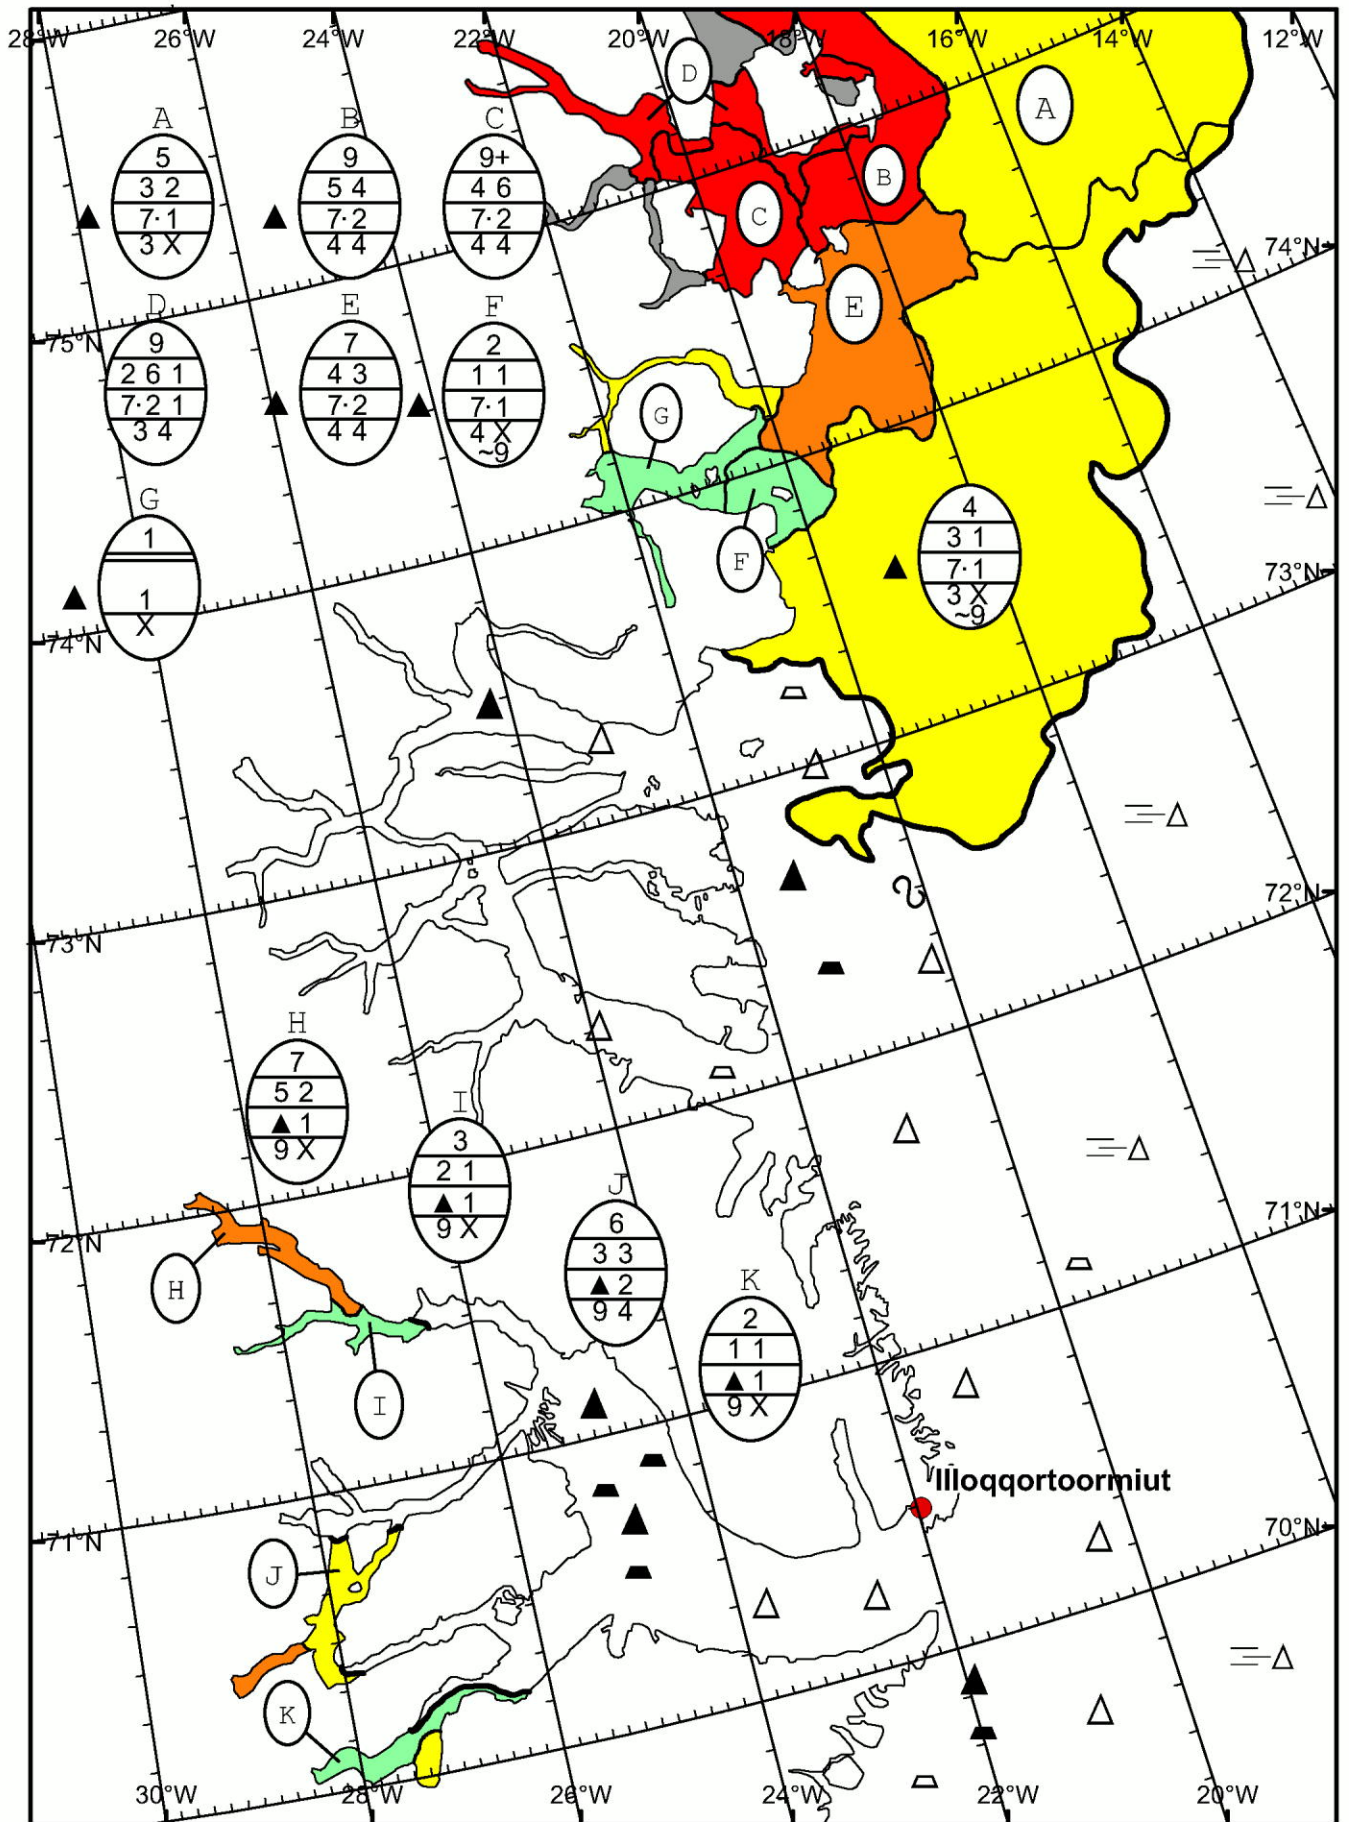 28°W 26°W 24°W 22°W 20°W 18°W 16°W 14°W 12°W
D
A
A B C
5 9 9+
3 2 5 4 4 6
7·1 7·2 7·2
3 X 4 4 4 4
B
C
74°N
D E F
E
75°N
9 7 2
2 6 1 4 3 1 1
7·2 1 7·2 7·1
3 4 4 4 4 X
~9
G
G
4
3 1
7·1
3 X
~9
F
1
1
X
73°N
74°N
72°N
73°N
H
7
5 2
▲ 1
9 X
I
3
2 1
▲ 1
9 X
J
6
3 3
▲ 2
9 4
71°N
72°N
H
K
2
1 1
▲ 1
9 X
I
Illoqqortoormiut
71°N
70°N
J
K
30°W 28°W 26°W 24°W 22°W 20°W